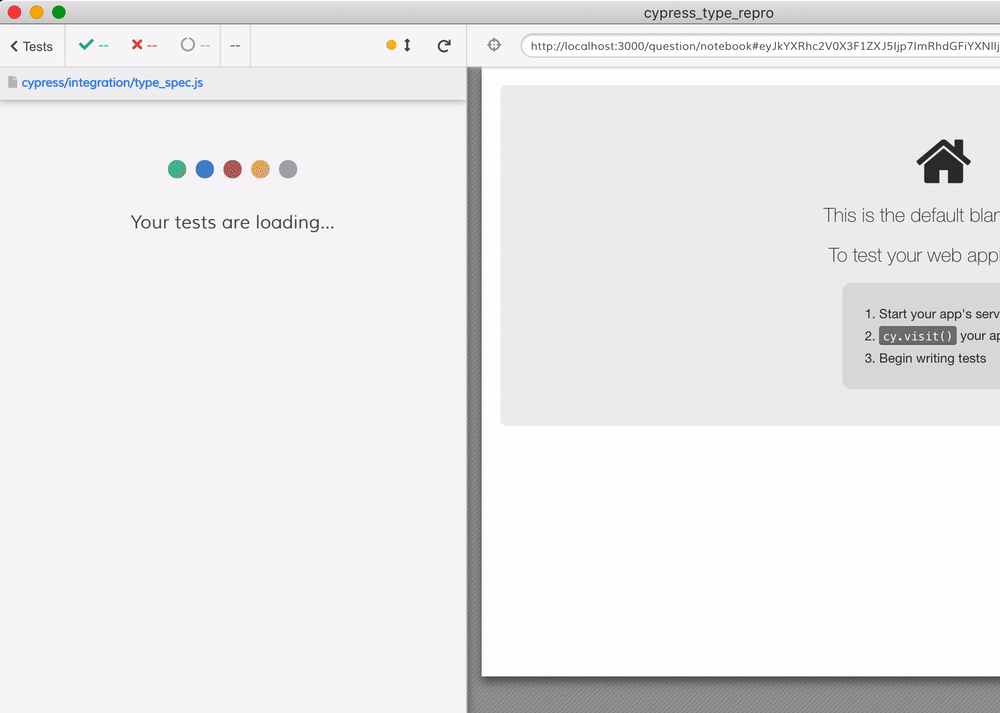 cypress_type_repro
Tests
--
--
--
--
http://localhost:3000/question/notebook#eyJkYXRhc2V0X3F1ZXJ5Ijp7ImRhdGFiYXNlIj
cypress/integration/type_spec.js
Your tests are loading...
This is the default blan
To test your web appl
1. Start your app's serv
2. cy.visit() your ap
3. Begin writing tests